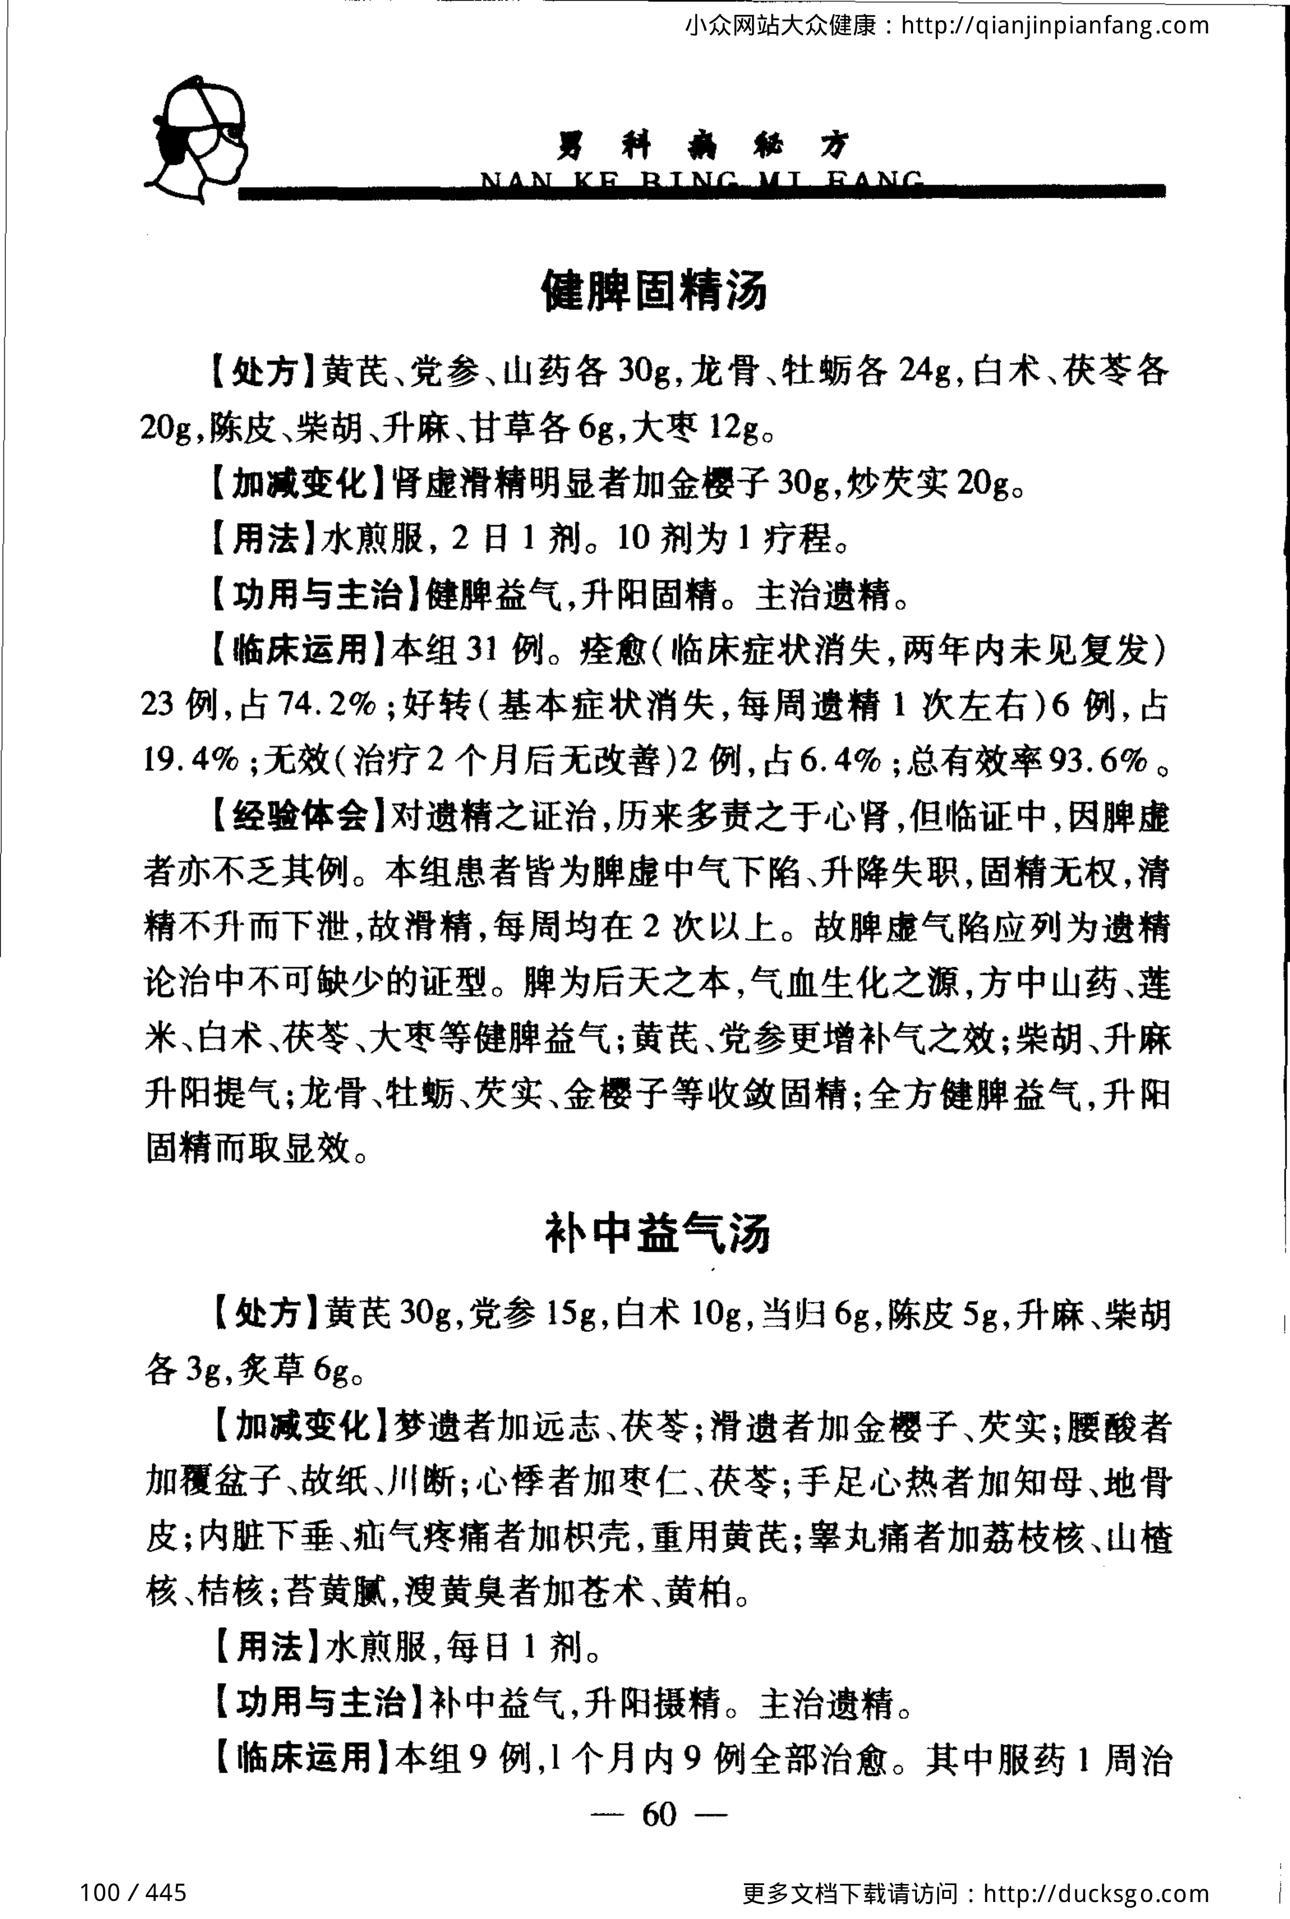 小众网站大众健康：http://qianjinpianfang.com
男科病秘方
NAN KE BING MI FANG
健脾固精汤
【处方】黄芪、党参、山药各 30g,龙骨、牡蛎各 24g,白术、茯苓各
20g,陈皮、柴胡、升麻、甘草各 6g,大枣 12g。
【加减变化】肾虚滑精明显者加金樱子 30g,炒芡实 20g。
【用法】水煎服, 2 日 1 剂。10 剂为 1 疗程。
【功用与主治】健脾益气,升阳固精。主治遗精。
【临床运用】本组 31 例。痊愈(临床症状消失,两年内未见复发)
23 例,占 74.2%;好转(基本症状消失,每周遗精 1 次左右)6 例,占
19.4%;无效(治疗 2 个月后无改善)2 例,占 6.4%;总有效率 93.6%。
【经验体会】对遗精之证治,历来多责之于心肾,但临证中,因脾虚
者亦不乏其例。本组患者皆为脾虚中气下陷、升降失职,固精无权,清
精不升而下泄,故滑精,每周均在 2 次以上。故脾虚气陷应列为遗精
论治中不可缺少的证型。脾为后天之本,气血生化之源,方中山药、莲
米、白术、茯苓、大枣等健脾益气;黄芪、党参更增补气之效;柴胡、升麻
升阳提气;龙骨、牡蛎、芡实、金樱子等收敛固精;全方健脾益气,升阳
固精而取显效。
补中益气汤
【处方】黄芪 30g,党参 15g,白术 10g,当归 6g,陈皮 5g,升麻、柴胡
各 3g,炙草 6g。
【加减变化】梦遗者加远志、茯苓;滑遗者加金樱子、芡实;腰酸者
加覆盆子、故纸、川断;心悸者加枣仁、茯苓;手足心热者加知母、地骨
皮;内脏下垂、疝气疼痛者加枳壳,重用黄芪;睾丸痛者加荔枝核、山楂
核、桔核;苔黄腻,溲黄臭者加苍术、黄柏。
【用法】水煎服,每日 1 剂。
【功用与主治】补中益气,升阳摄精。主治遗精。
【临床运用】本组 9 例,1 个月内 9 例全部治愈。其中服药 1 周治
— 60 —
100 / 445
更多文档下载请访问：http://ducksgo.com